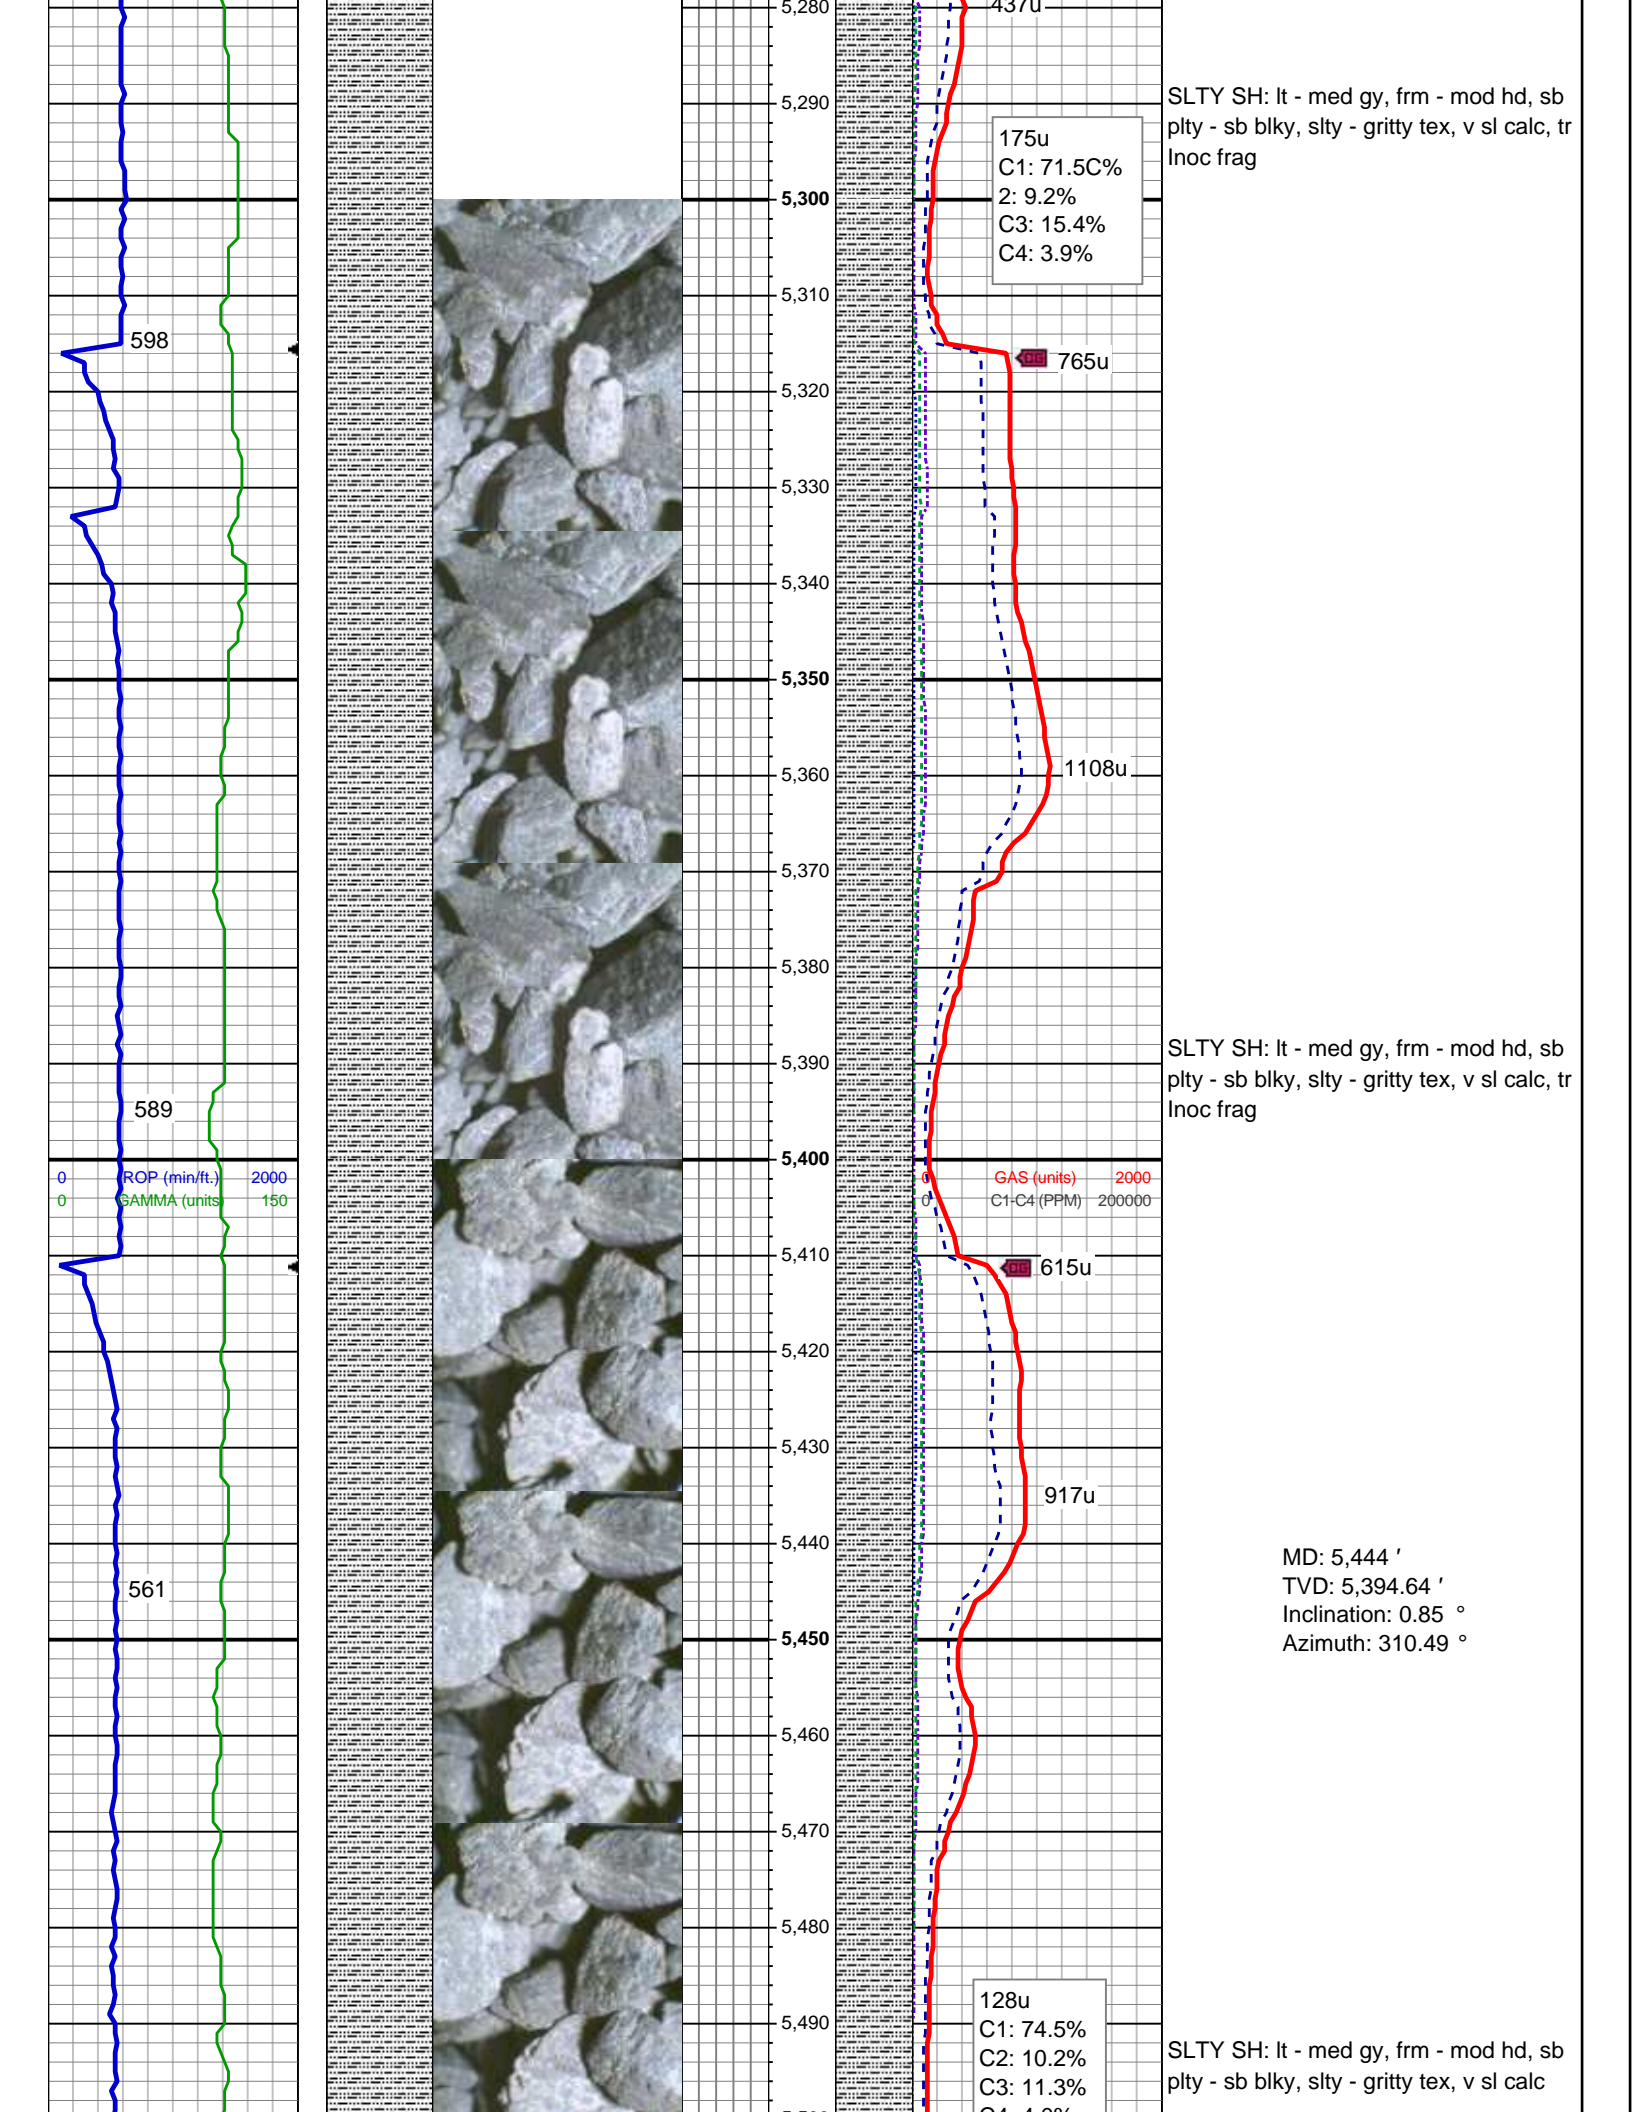 5,280
437u
5,290
SLTY SH: lt - med gy, frm - mod hd, sb
plty - sb blky, slty - gritty tex, v sl calc, tr
Inoc frag
175u
C1: 71.5C%
2: 9.2%
C3: 15.4%
C4: 3.9%
5,300
5,310
598
DG
765u
5,320
5,330
5,340
5,350
5,360
1108u
5,370
5,380
5,390
SLTY SH: lt - med gy, frm - mod hd, sb
plty - sb blky, slty - gritty tex, v sl calc, tr
Inoc frag
589
5,400
0 ROP (min/ft.) 2000
0 GAMMA (units) 150
0 GAS (units) 2000
0 C1-C4 (PPM) 200000
5,410
DG
615u
5,420
5,430
917u
5,440
561
MD: 5,444 '
TVD: 5,394.64 '
Inclination: 0.85 °
Azimuth: 310.49 °
5,450
5,460
5,470
5,480
5,490
128u
C1: 74.5%
C2: 10.2%
C3: 11.3%
SLTY SH: lt - med gy, frm - mod hd, sb
plty - sb blky, slty - gritty tex, v sl calc